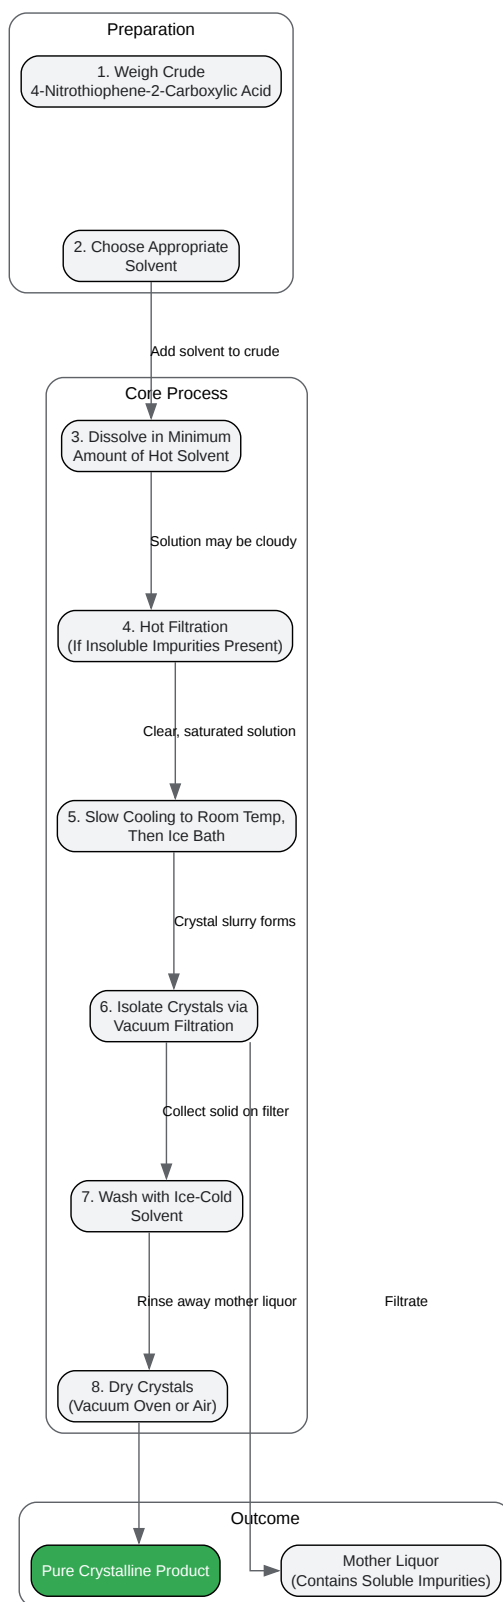 Preparation
1. Weigh Crude
4-Nitrothiophene-2-Carboxylic Acid
2. Choose Appropriate
Solvent
Add solvent to crude
Core Process
3. Dissolve in Minimum
Amount of Hot Solvent
Solution may be cloudy
4. Hot Filtration
(If Insoluble Impurities Present)
Clear, saturated solution
5. Slow Cooling to Room Temp,
Then Ice Bath
Crystal slurry forms
6. Isolate Crystals via
Vacuum Filtration
Collect solid on filter
7. Wash with Ice-Cold
Solvent
Rinse away mother liquor
Filtrate
8. Dry Crystals
(Vacuum Oven or Air)
Outcome
Pure Crystalline Product
Mother Liquor
(Contains Soluble Impurities)